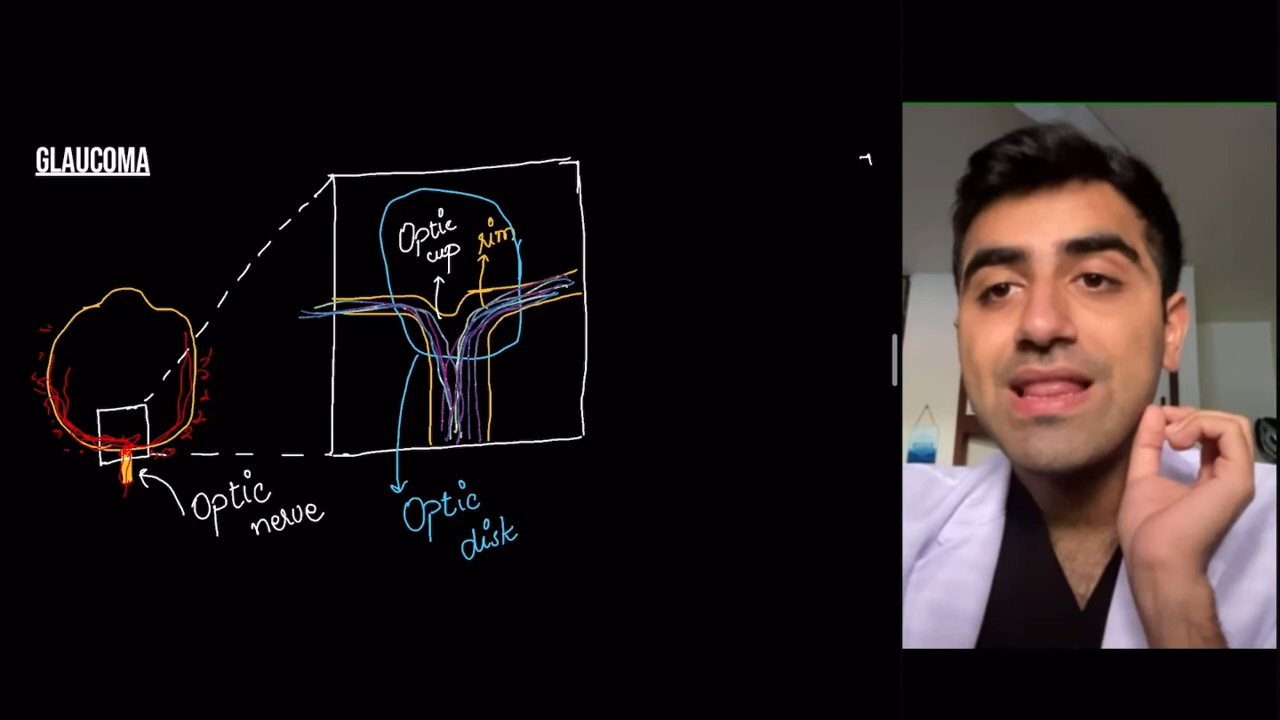 GLAUCOMA
Optic
cup
rim
Optic
nerve
Optic
disk